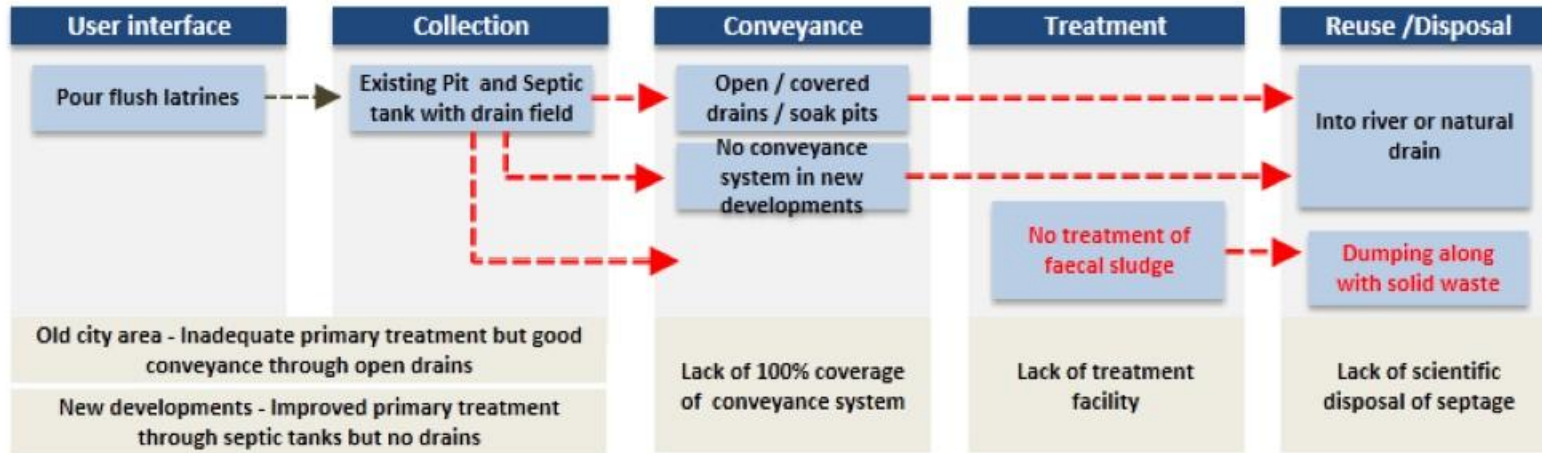 User interface
Collection
Conveyance
Treatment
Reuse /Disposal
Pour flush latrines
Existing Pit and Septic
tank with drain field
Open / covered
drains / soak pits
No conveyance
system in new
developments
No treatment of
faecal sludge
Into river or natural
drain
Dumping along
with solid waste
Old city area - Inadequate primary treatment but good
conveyance through open drains
New developments - Improved primary treatment
through septic tanks but no drains
Lack of 100% coverage
of conveyance system
Lack of treatment
facility
Lack of scientific
disposal of septage